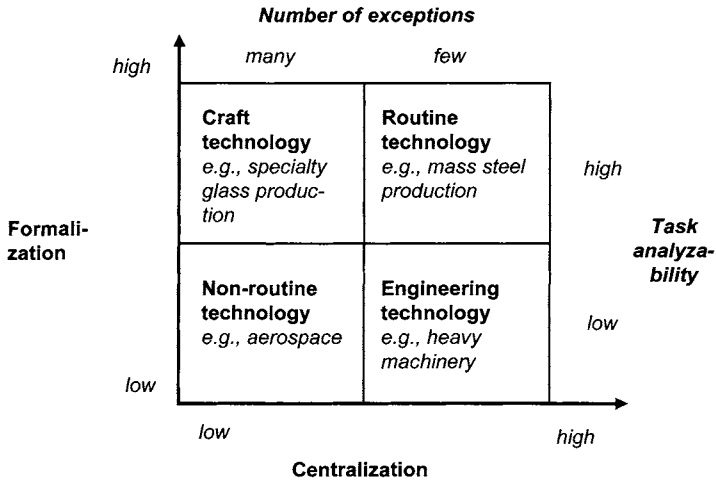 Number of exceptions
many few
high
Craft
technology
e.g., specialty
glass produc-
tion
Routine
technology
e.g., mass steel
production
high
Formali-
zation
Task
analyza-
bility
Non-routine
technology
e.g., aerospace
Engineering
technology
e.g., heavy
machinery
low
low
low
high
Centralization